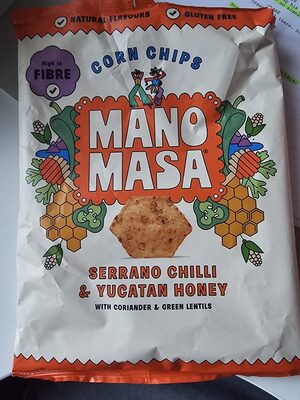 NATURAL FLAVOURS
GLUTEN FREE
CORN CHIPS
High in
FIBRE
MANO
MASA®
SERRANO CHILLI
& YUCATAN HONEY
WITH CORIANDER & GREEN LENTILS